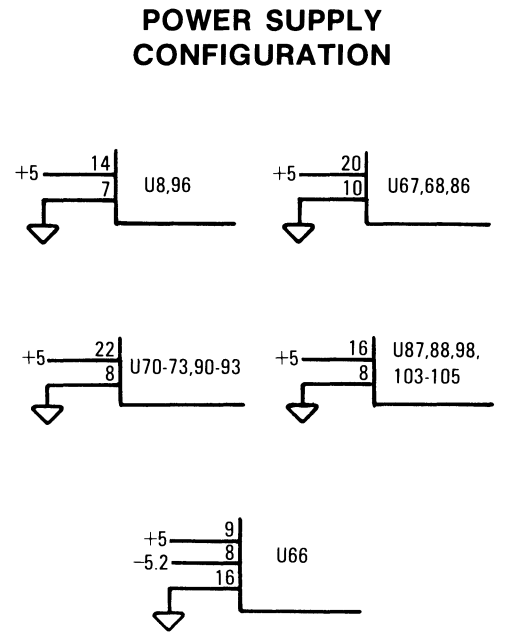 POWER SUPPLY
CONFIGURATION
14
+5
7
U8,96
20
+5
10
U67,68,86
22
+5
8
U70-73,90-93
16
+5
8
U87,88,98,
103-105
9
+5
8
-5.2
16
U66